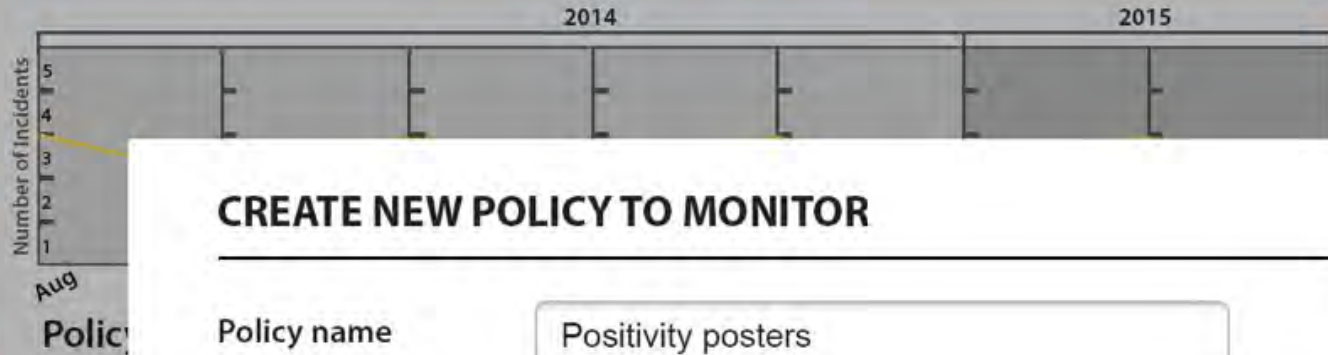 2014 2015
Number of Incidents
5
4
3
2
1
Aug
CREATE NEW POLICY TO MONITOR
Policy
Policy name
Positivity posters